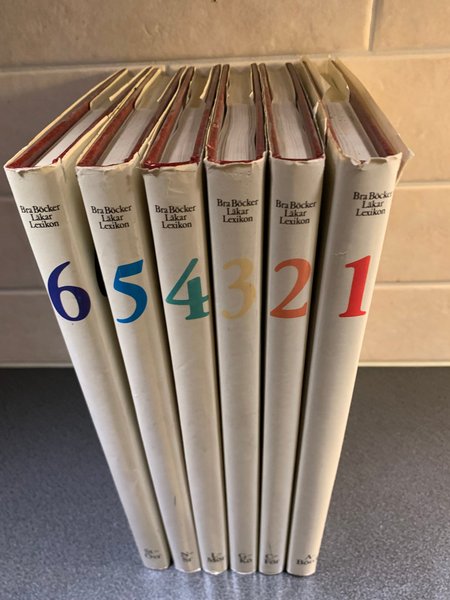 Bra Böcker
Läkar
Lexikon
6
Bra Böcker
Läkar
Lexikon
5
N-
Bra Böcker
Läkar
Lexikon
4
L-
Bra Böcker
Läkar
Lexikon
3
G-
Bra Böcker
Läkar
Lexikon
2
C-
För
Bra Böcker
Läkar
Lexikon
1
A-